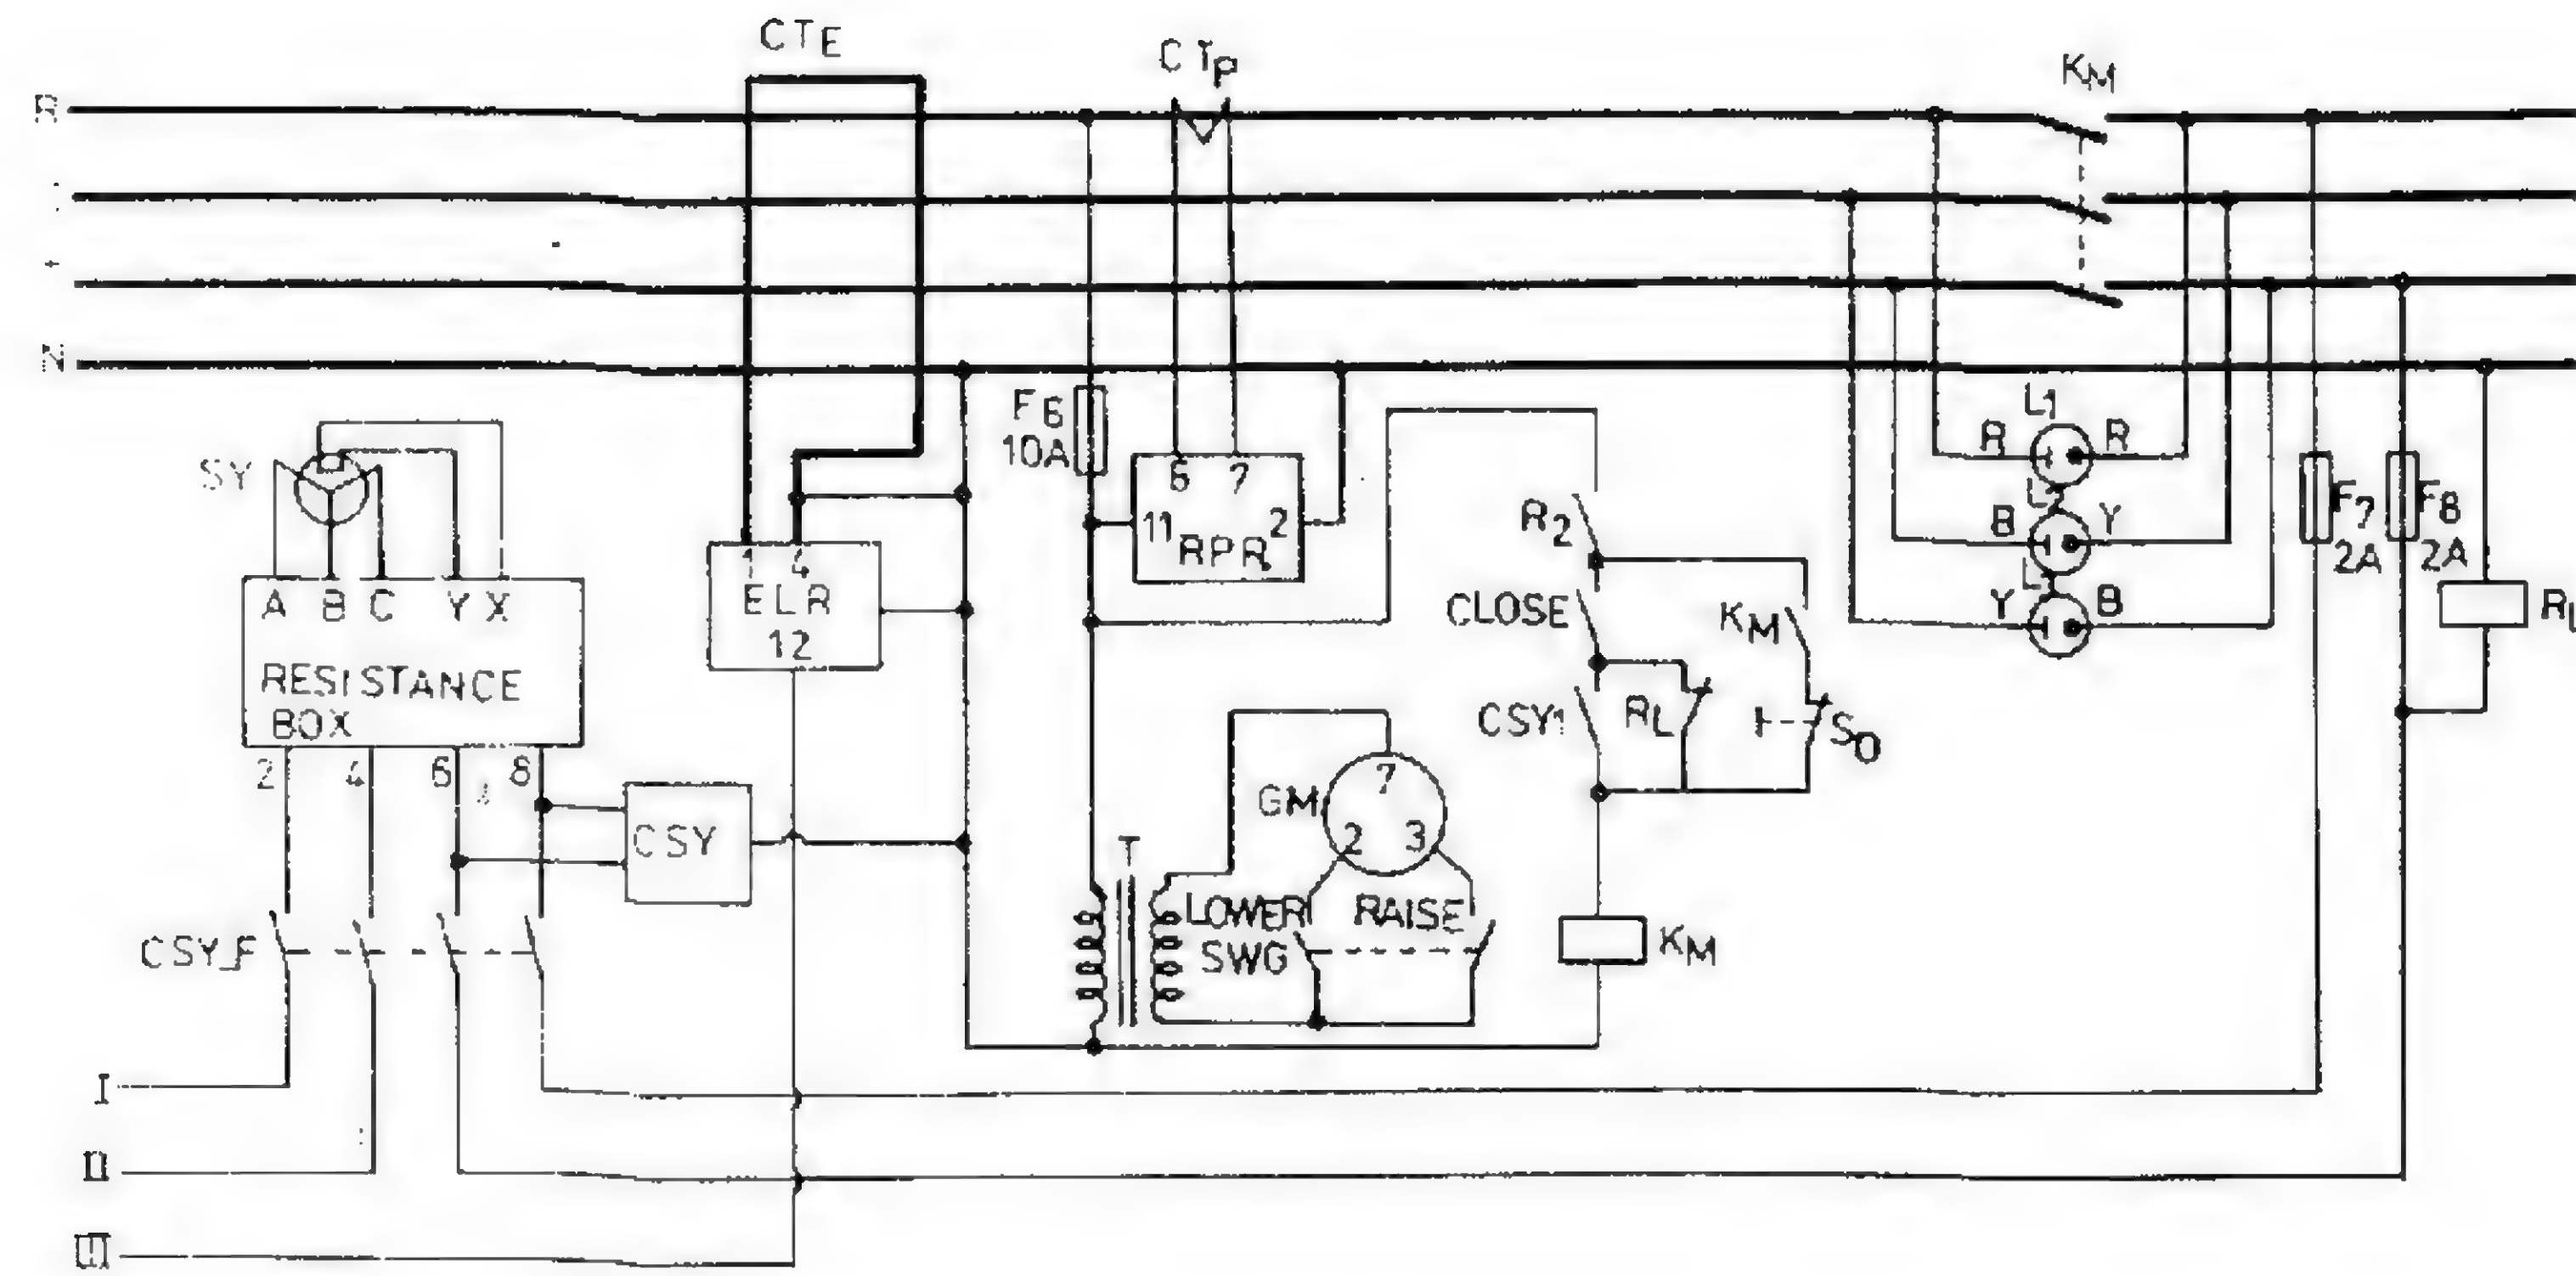 CTE
CTP
KM
R
N
SY
F6
10A
6 7
11 2
RPR
L1
R R
B Y
Y B
F7
2A
F8
2A
RL
R2
CLOSE
KM
CSY1
RL
SO
A B C Y X
RESISTANCE
BOX
2 4 6 8
1 4
ELR
12
CSY
GM
7
2 3
T
LOWER
SWG
RAISE
KM
CSY_F
I
II
III